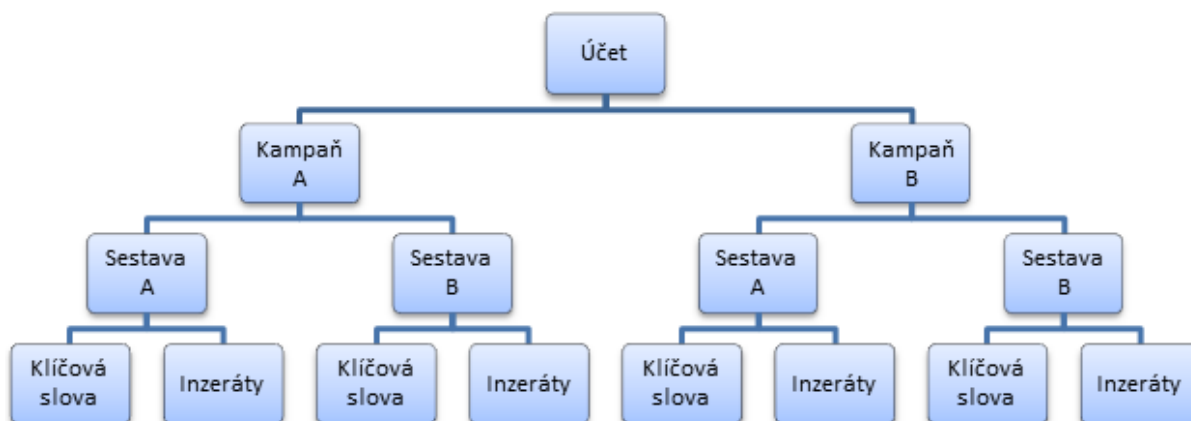 Účet
Kampaň
A
Kampaň
B
Sestava
A
Sestava
B
Sestava
A
Sestava
B
Klíčová
slova
Inzeráty
Klíčová
slova
Inzeráty
Klíčová
slova
Inzeráty
Klíčová
slova
Inzeráty